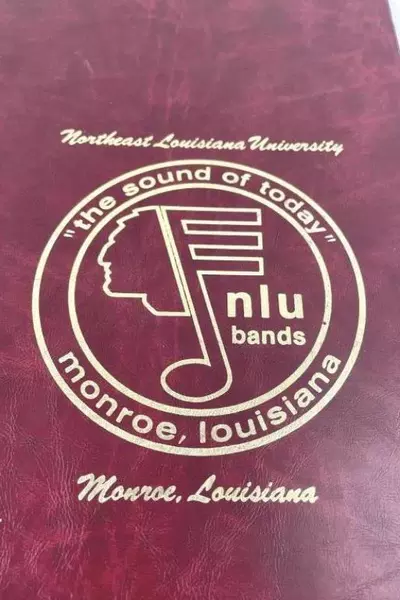 Northeast Louisiana University
"the sound of today"
nlu
bands
monroe, louisiana
Monroe, Louisiana